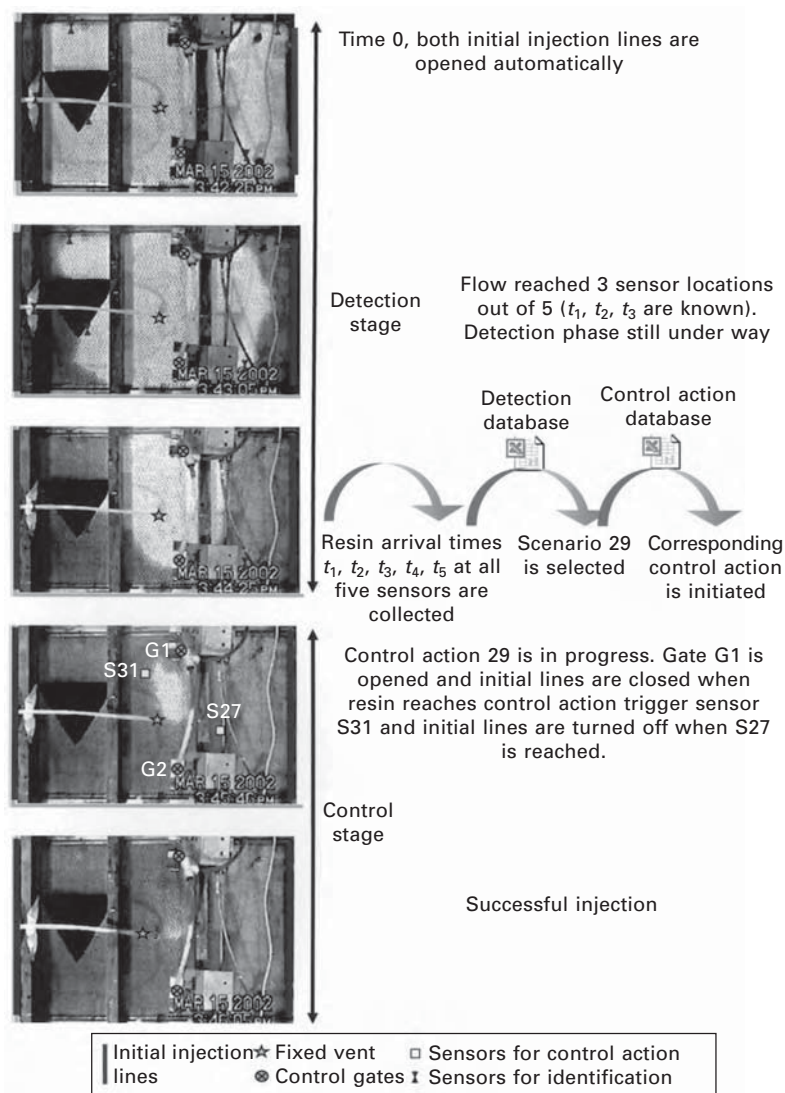 Time 0, both initial injection lines are
opened automatically
MAR 15 2002
3:42:26 PM
Detection
stage
Flow reached 3 sensor locations
out of 5 (t1, t2, t3 are known).
Detection phase still under way
MAR 15 2002
3:43:05 PM
Detection
database
Control action
database
Resin arrival times
t1, t2, t3, t4, t5 at all
five sensors are
collected
Scenario 29
is selected
Corresponding
control action
is initiated
MAR 15 2002
G1
S31
S27
G2
MAR 15 2002
Control action 29 is in progress. Gate G1 is
opened and initial lines are closed when
resin reaches control action trigger sensor
S31 and initial lines are turned off when S27
is reached.
Control
stage
Successful injection
MAR 15 2002
Initial injection
lines
Fixed vent
Control gates
Sensors for control action
Sensors for identification